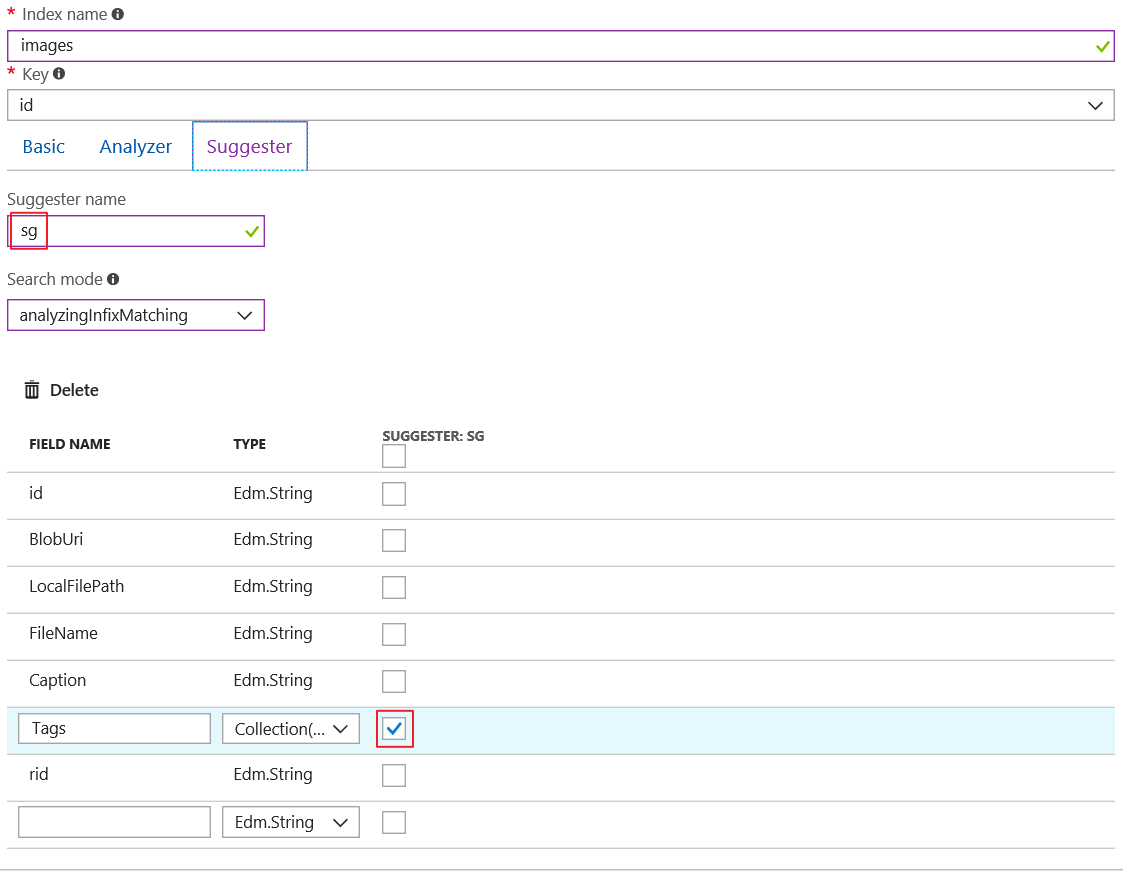 * Index name
images
* Key
id
Basic Analyzer Suggester
Suggester name
sg
Search mode
analyzingInfixMatching
Delete
FIELD NAME TYPE SUGGESTER: SG
id Edm.String
BlobUri Edm.String
LocalFilePath Edm.String
FileName Edm.String
Caption Edm.String
Tags Collection(...
rid Edm.String
Edm.String